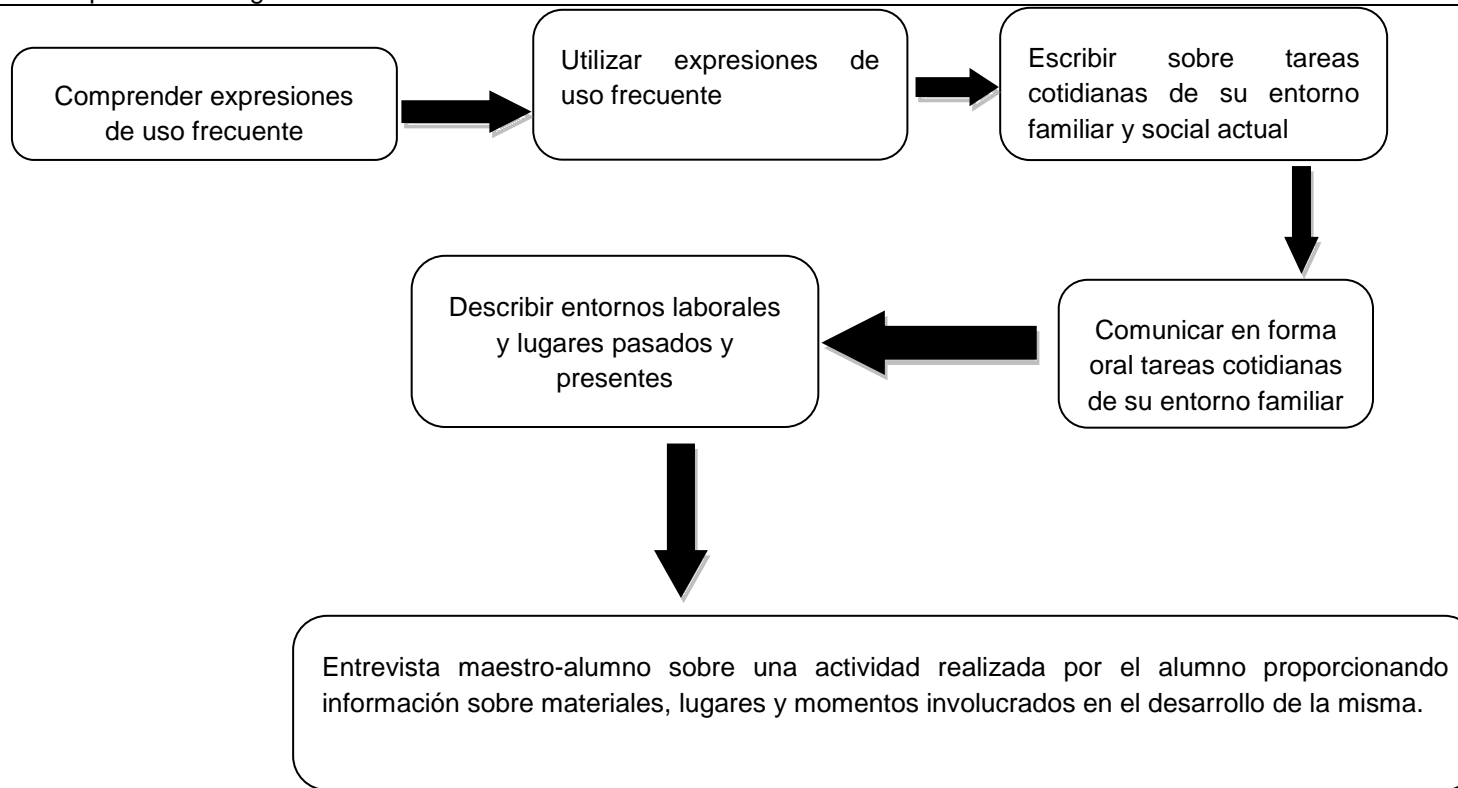 Comprender expresiones
de uso frecuente
Utilizar expresiones de
uso frecuente
Escribir sobre tareas
cotidianas de su entorno
familiar y social actual
Comunicar en forma
oral tareas cotidianas
de su entorno familiar
Describir entornos laborales
y lugares pasados y
presentes
Entrevista maestro-alumno sobre una actividad realizada por el alumno proporcionando
información sobre materiales, lugares y momentos involucrados en el desarrollo de la misma.